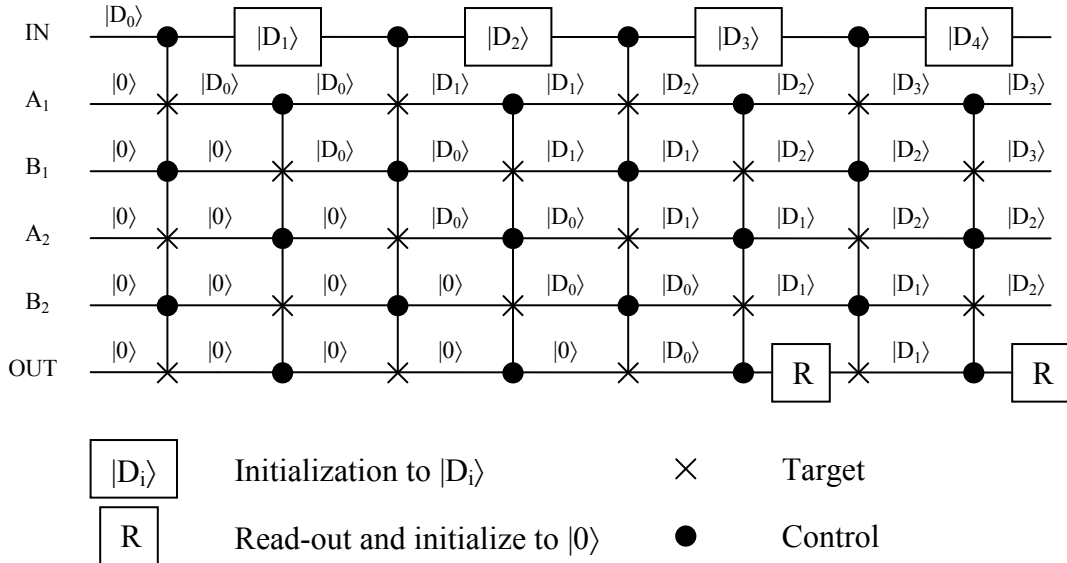 |D₀⟩
IN |D₁⟩ |D₂⟩ |D₃⟩ |D₄⟩
A₁ |0⟩ |D₀⟩ |D₀⟩ |D₁⟩ |D₁⟩ |D₂⟩ |D₂⟩ |D₃⟩ |D₃⟩
B₁ |0⟩ |0⟩ |D₀⟩ |D₀⟩ |D₁⟩ |D₁⟩ |D₂⟩ |D₂⟩ |D₃⟩
A₂ |0⟩ |0⟩ |0⟩ |D₀⟩ |D₀⟩ |D₁⟩ |D₁⟩ |D₂⟩ |D₂⟩
B₂ |0⟩ |0⟩ |0⟩ |0⟩ |D₀⟩ |D₀⟩ |D₁⟩ |D₁⟩ |D₂⟩
OUT |0⟩ |0⟩ |0⟩ |0⟩ |0⟩ |D₀⟩ R |D₁⟩ R
|Dᵢ⟩ Initialization to |Dᵢ⟩ Target
R Read-out and initialize to |0⟩ Control